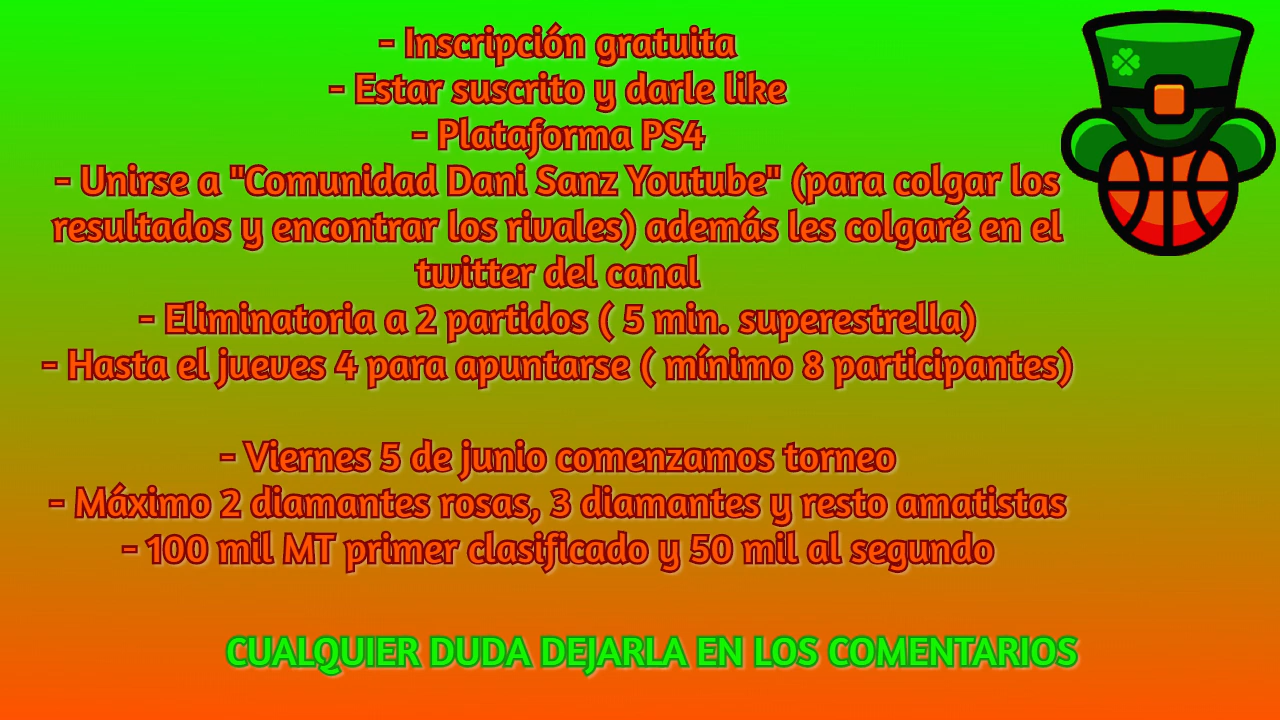 - Inscripción gratuita
- Estar suscrito y darle like
- Plataforma PS4
- Unirse a "Comunidad Dani Sanz Youtube" (para colgar los
resultados y encontrar los rivales) además les colgaré en el
twitter del canal
- Eliminatoria a 2 partidos ( 5 min. superestrella)
- Hasta el jueves 4 para apuntarse ( mínimo 8 participantes)
- Viernes 5 de junio comenzamos torneo
- Máximo 2 diamantes rosas, 3 diamantes y resto amatistas
- 100 mil MT primer clasificado y 50 mil al segundo
CUALQUIER DUDA DEJARLA EN LOS COMENTARIOS